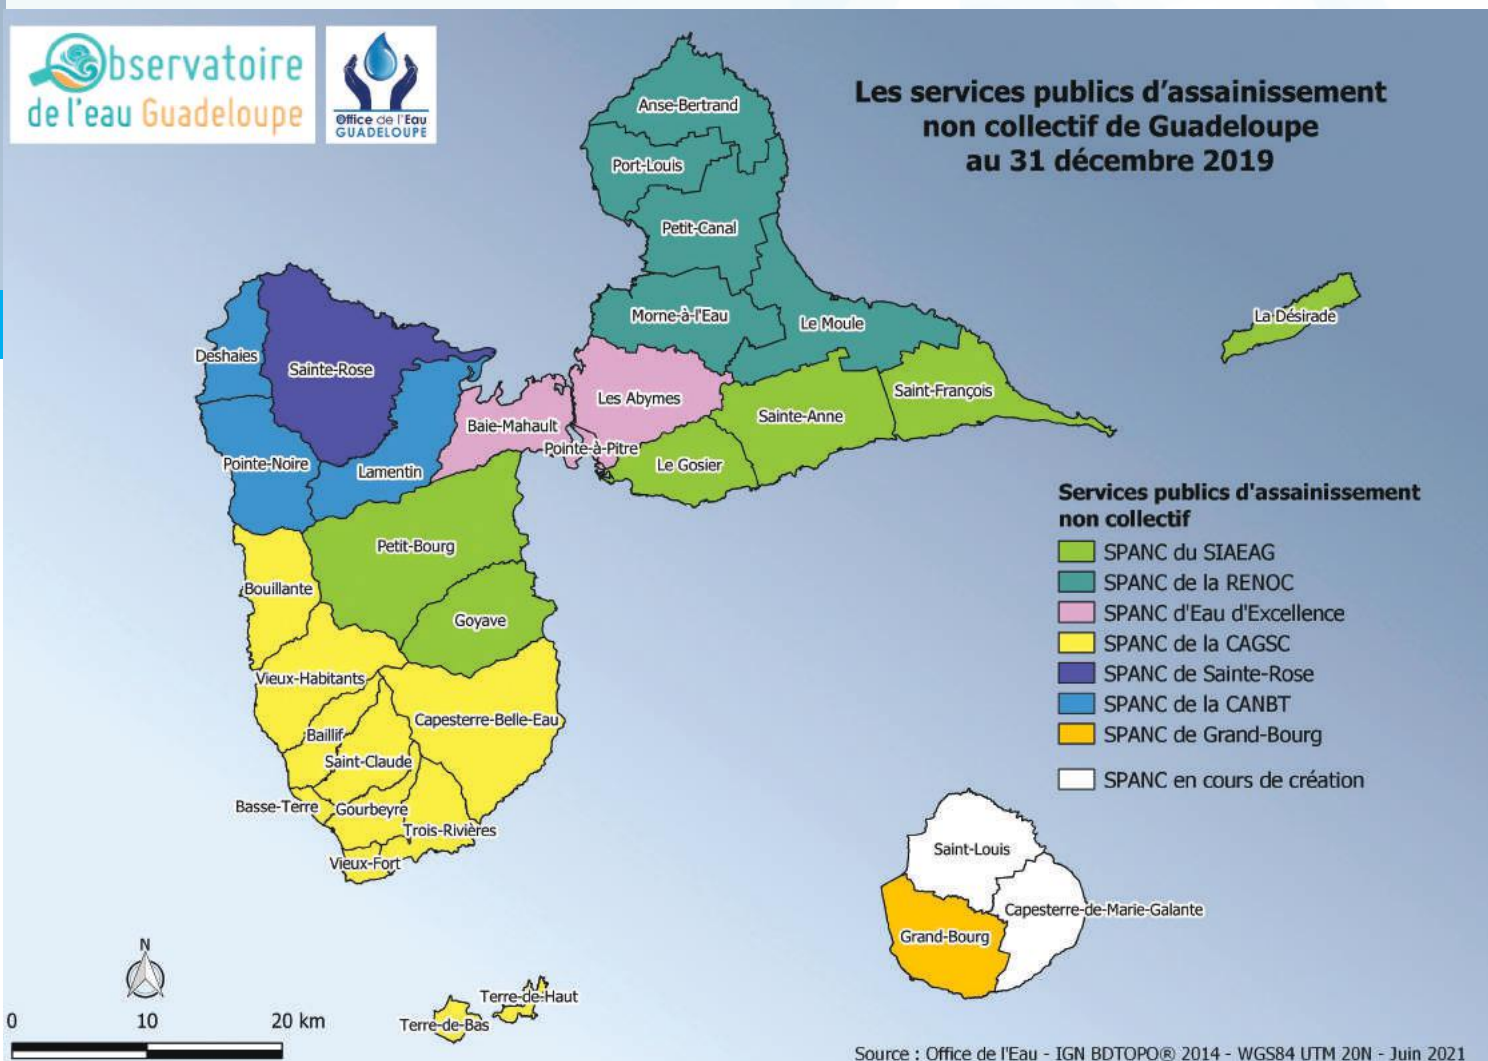 Observatoire
de l'eau Guadeloupe
Office de l'Eau
GUADELOUPE
Les services publics d'assainissement
non collectif de Guadeloupe
au 31 décembre 2019
Anse-Bertrand
Port-Louis
Petit-Canal
Morne-à-l'Eau
Le Moule
La Désirade
Deshaies
Sainte-Rose
Les Abymes
Saint-François
Sainte-Anne
Baie-Mahault
Pointe-à-Pitre
Le Gosier
Pointe-Noire
Lamentin
Petit-Bourg
Bouillante
Goyave
Vieux-Habitants
Capesterre-Belle-Eau
Baillif
Saint-Claude
Basse-Terre
Gourbeyre
Trois-Rivières
Vieux-Fort
Services publics d'assainissement
non collectif
SPANC du SIAEAG
SPANC de la RENOC
SPANC d'Eau d'Excellence
SPANC de la CAGSC
SPANC de Sainte-Rose
SPANC de la CANBT
SPANC de Grand-Bourg
SPANC en cours de création
Saint-Louis
Capesterre-de-Marie-Galante
Grand-Bourg
N
Terre-de-Haut
Terre-de-Bas
0 10 20 km
Source : Office de l'Eau - IGN BDTOPO® 2014 - WGS84 UTM 20N - Juin 2021